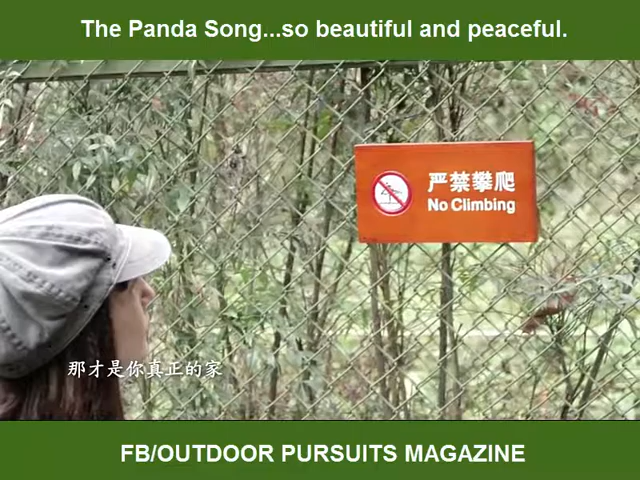 The Panda Song...so beautiful and peaceful.
严禁攀爬
No Climbing
那才是你真正的家
FB/OUTDOOR PURSUITS MAGAZINE